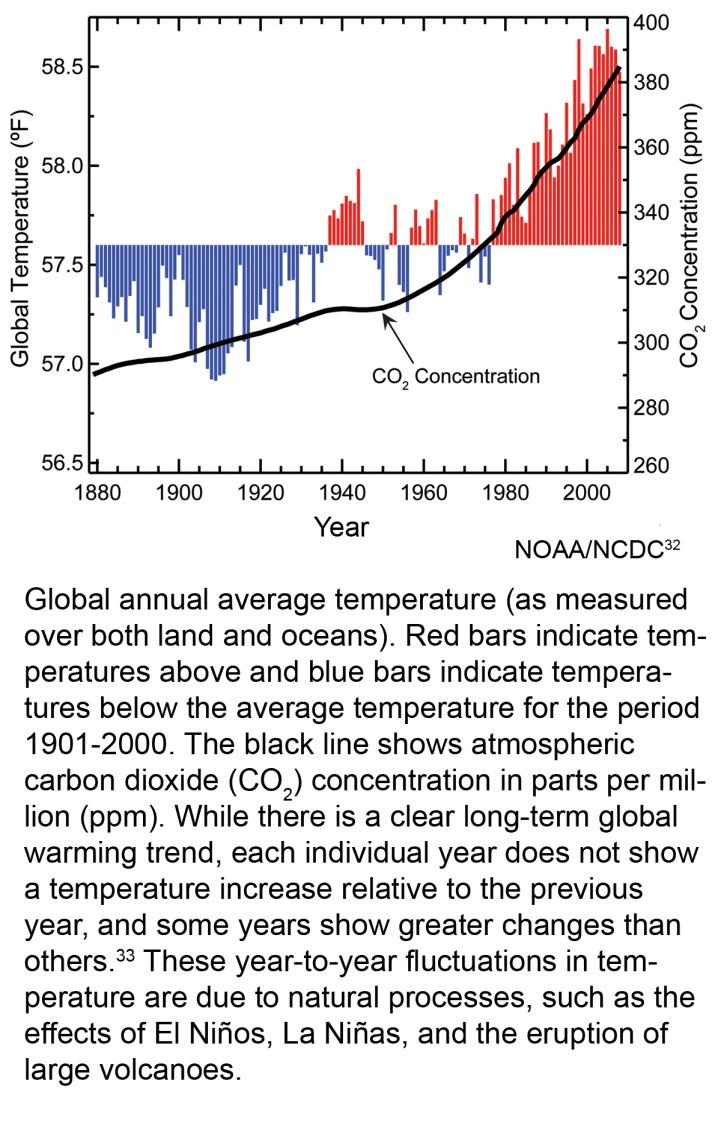 400
58.5
380
58.0
360
340
57.5
320
57.0
300
280
56.5
260
Global Temperature (ºF)
CO2 Concentration (ppm)
CO2 Concentration
1880 1900 1920 1940 1960 1980 2000
Year
NOAA/NCDC32
Global annual average temperature (as measured
over both land and oceans). Red bars indicate tem-
peratures above and blue bars indicate tempera-
tures below the average temperature for the period
1901-2000. The black line shows atmospheric
carbon dioxide (CO2) concentration in parts per mil-
lion (ppm). While there is a clear long-term global
warming trend, each individual year does not show
a temperature increase relative to the previous
year, and some years show greater changes than
others.33 These year-to-year fluctuations in tem-
perature are due to natural processes, such as the
effects of El Niños, La Niñas, and the eruption of
large volcanoes.